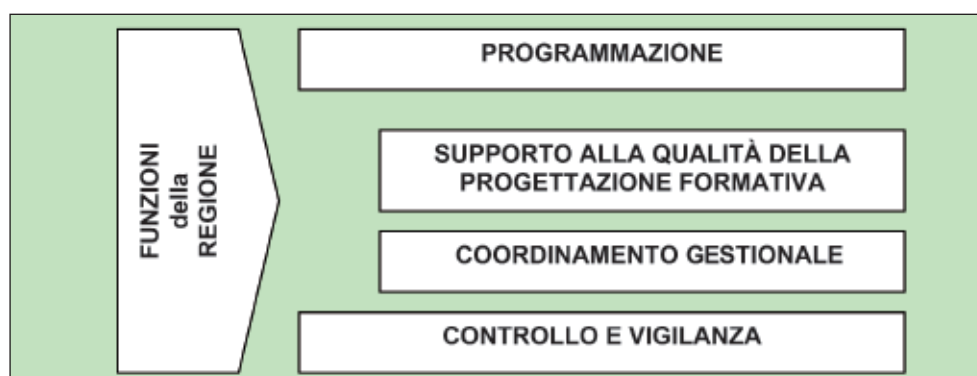 FUNZIONI
della
REGIONE
PROGRAMMAZIONE
SUPPORTO ALLA QUALITÀ DELLA
PROGETTAZIONE FORMATIVA
COORDINAMENTO GESTIONALE
CONTROLLO E VIGILANZA